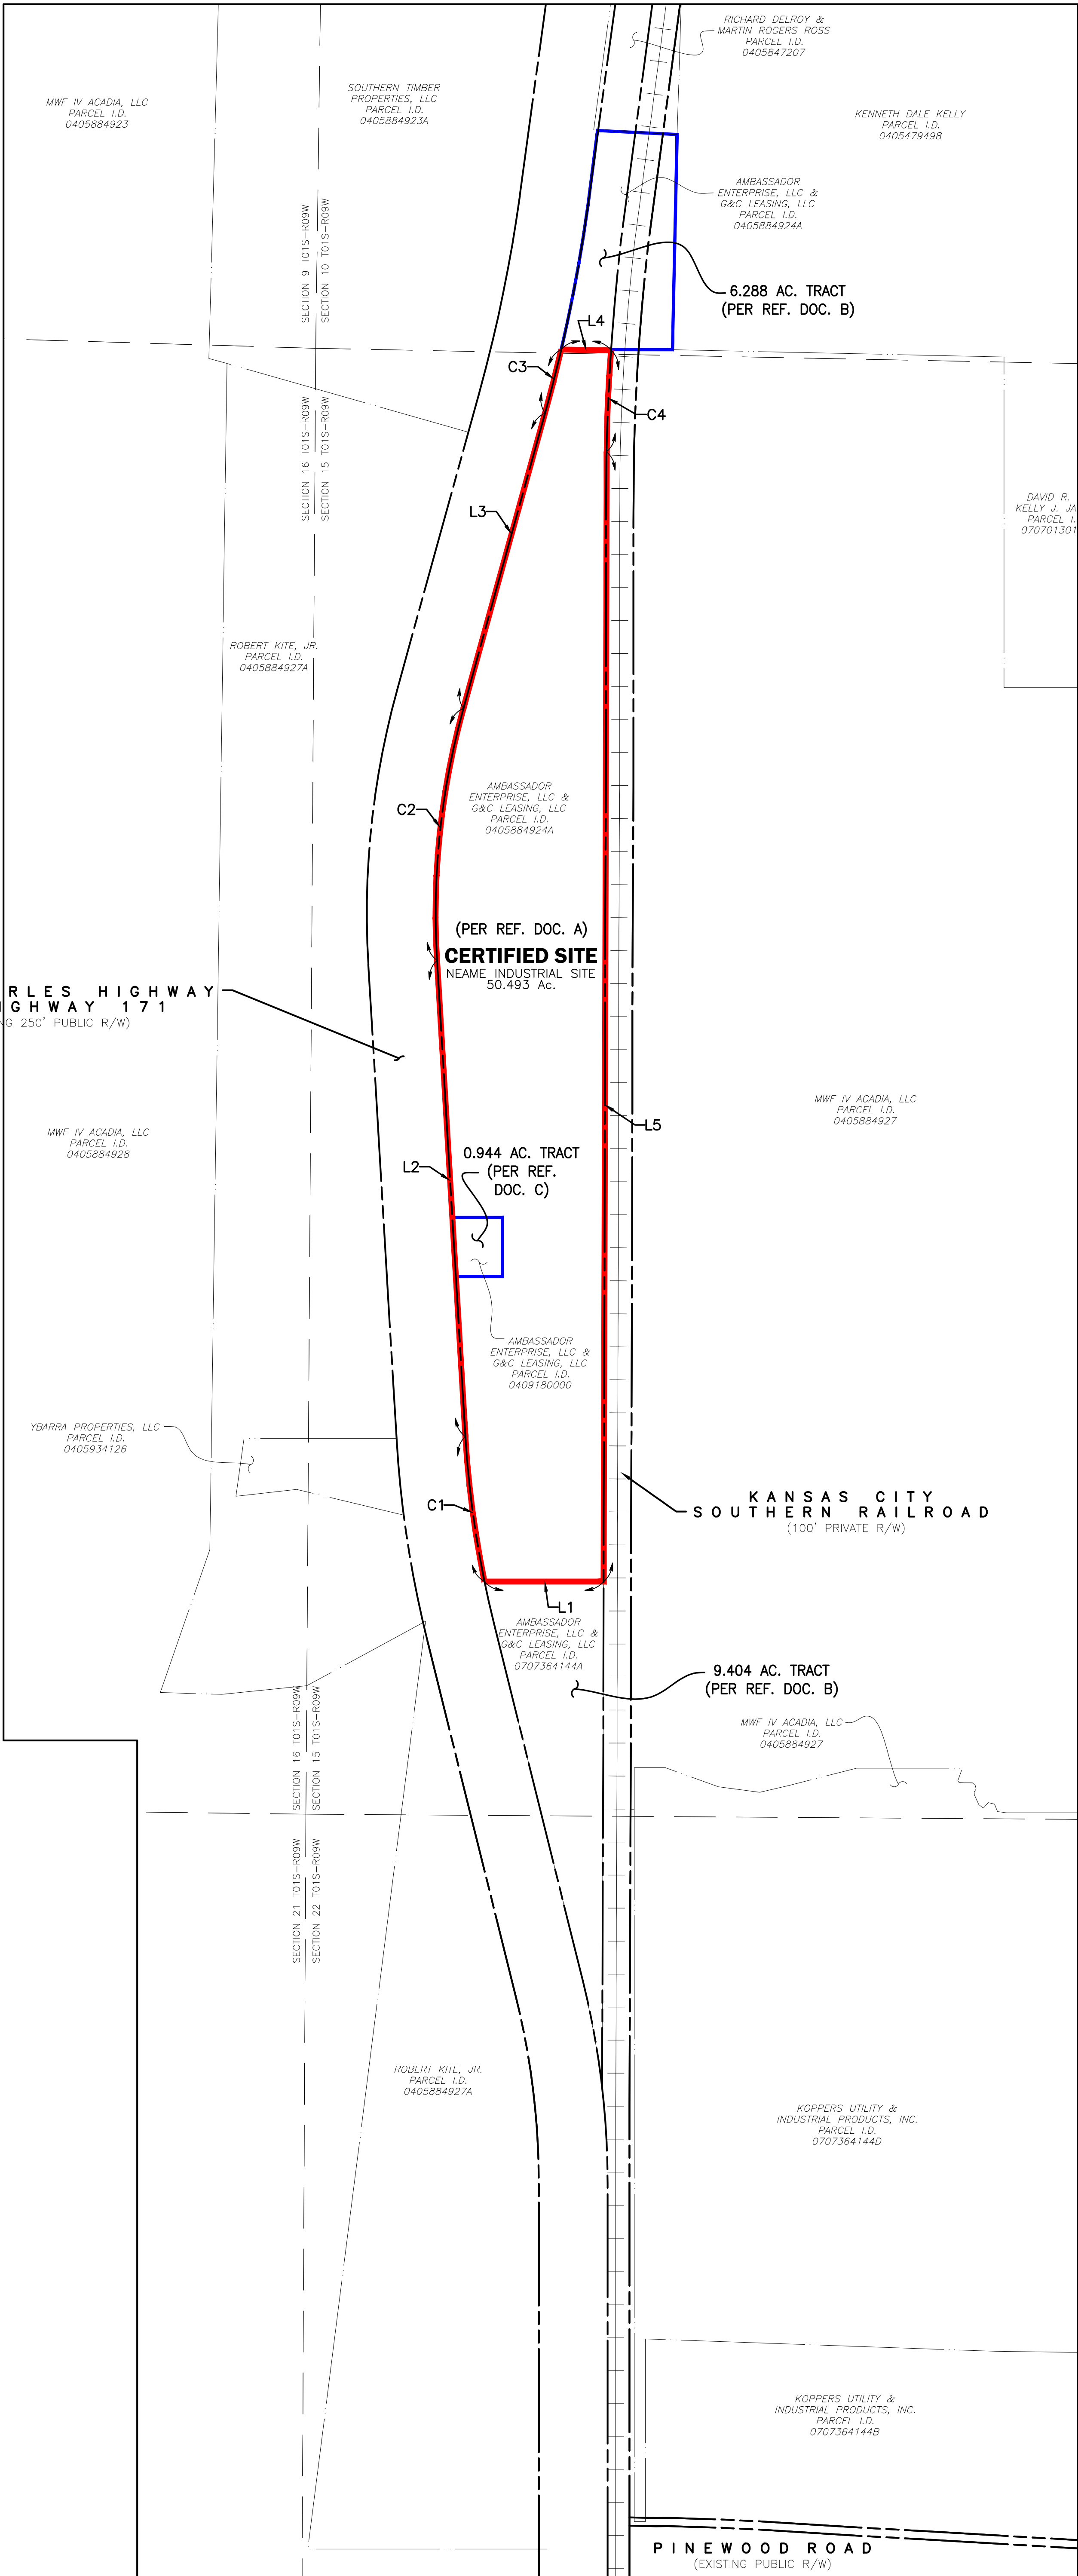 RICHARD DELROY &
MARTIN ROGERS ROSS
PARCEL I.D.
0405847207
SOUTHERN TIMBER
PROPERTIES, LLC
PARCEL I.D.
0405884923A
MWF IV ACADIA, LLC
PARCEL I.D.
0405884923
KENNETH DALE KELLY
PARCEL I.D.
0405479498
AMBASSADOR
ENTERPRISE, LLC &
G&C LEASING, LLC
PARCEL I.D.
0405884924A
SECTION 9 T01S-R09W
SECTION 10 T01S-R09W
6.288 AC. TRACT
(PER REF. DOC. B)
L4
C3
C4
SECTION 16 T01S-R09W
SECTION 15 T01S-R09W
L3
DAVID R.
KELLY J. JA
PARCEL I.
070701301
ROBERT KITE, JR.
PARCEL I.D.
0405884927A
AMBASSADOR
ENTERPRISE, LLC &
G&C LEASING, LLC
PARCEL I.D.
0405884924A
C2
(PER REF. DOC. A)
CERTIFIED SITE
NEAME INDUSTRIAL SITE
50.493 Ac.
RLES HIGHWAY
GHWAY 171
NG 250' PUBLIC R/W)
MWF IV ACADIA, LLC
PARCEL I.D.
0405884927
L5
MWF IV ACADIA, LLC
PARCEL I.D.
0405884928
L2
0.944 AC. TRACT
(PER REF.
DOC. C)
AMBASSADOR
ENTERPRISE, LLC &
G&C LEASING, LLC
PARCEL I.D.
0409180000
YBARRA PROPERTIES, LLC
PARCEL I.D.
0405934126
C1
KANSAS CITY
SOUTHERN RAILROAD
(100' PRIVATE R/W)
L1
AMBASSADOR
ENTERPRISE, LLC &
G&C LEASING, LLC
PARCEL I.D.
0707364144A
9.404 AC. TRACT
(PER REF. DOC. B)
MWF IV ACADIA, LLC
PARCEL I.D.
0405884927
SECTION 16 T01S-R09W
SECTION 15 T01S-R09W
SECTION 21 T01S-R09W
SECTION 22 T01S-R09W
ROBERT KITE, JR.
PARCEL I.D.
0405884927A
KOPPERS UTILITY &
INDUSTRIAL PRODUCTS, INC.
PARCEL I.D.
0707364144D
KOPPERS UTILITY &
INDUSTRIAL PRODUCTS, INC.
PARCEL I.D.
0707364144B
PINEWOOD ROAD
(EXISTING PUBLIC R/W)